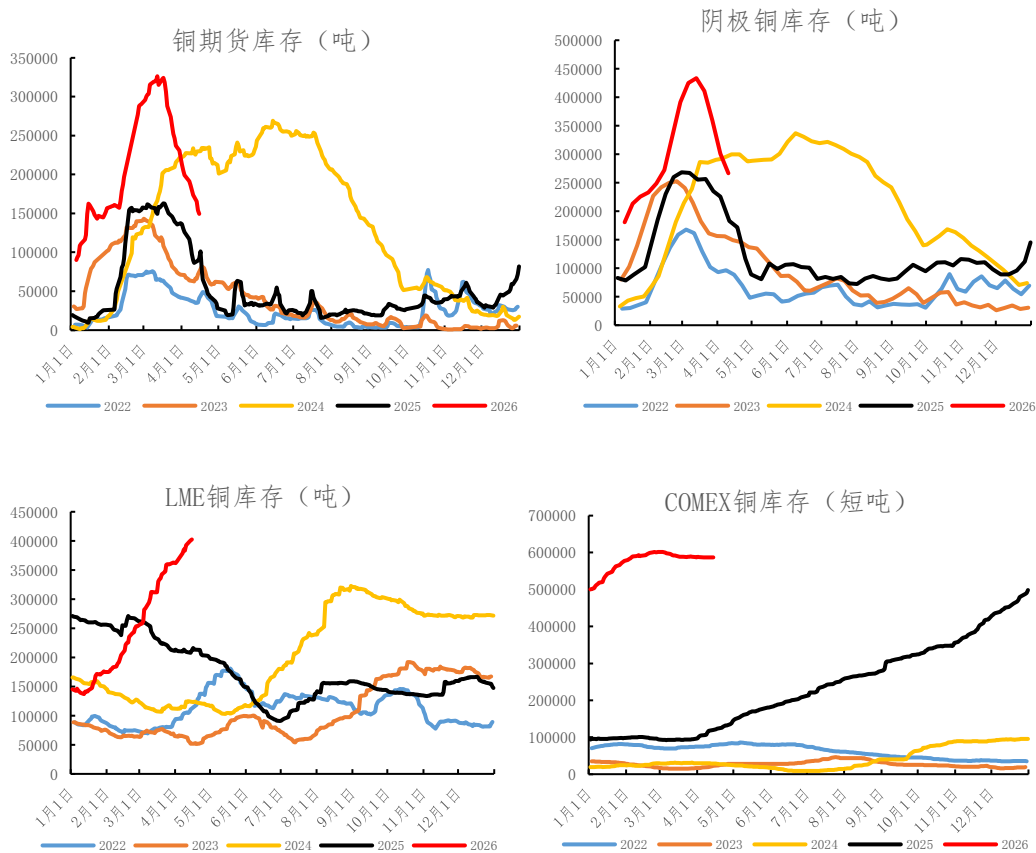 铜期货库存（吨）
350000
300000
250000
200000
150000
100000
50000
0
1月1日
2月1日
3月1日
4月1日
5月1日
6月1日
7月1日
8月1日
9月1日
10月1日
11月1日
12月1日
2022 2023 2024 2025 2026
阴极铜库存（吨）
500000
450000
400000
350000
300000
250000
200000
150000
100000
50000
0
1月1日
2月1日
3月1日
4月1日
5月1日
6月1日
7月1日
8月1日
9月1日
10月1日
11月1日
12月1日
2022 2023 2024 2025 2026
LME铜库存（吨）
450000
400000
350000
300000
250000
200000
150000
100000
50000
0
1月1日
2月1日
3月1日
4月1日
5月1日
6月1日
7月1日
8月1日
9月1日
10月1日
11月1日
12月1日
2022 2023 2024 2025 2026
COMEX铜库存（短吨）
700000
600000
500000
400000
300000
200000
100000
0
1月1日
2月1日
3月1日
4月1日
5月1日
6月1日
7月1日
8月1日
9月1日
10月1日
11月1日
12月1日
2022 2023 2024 2025 2026